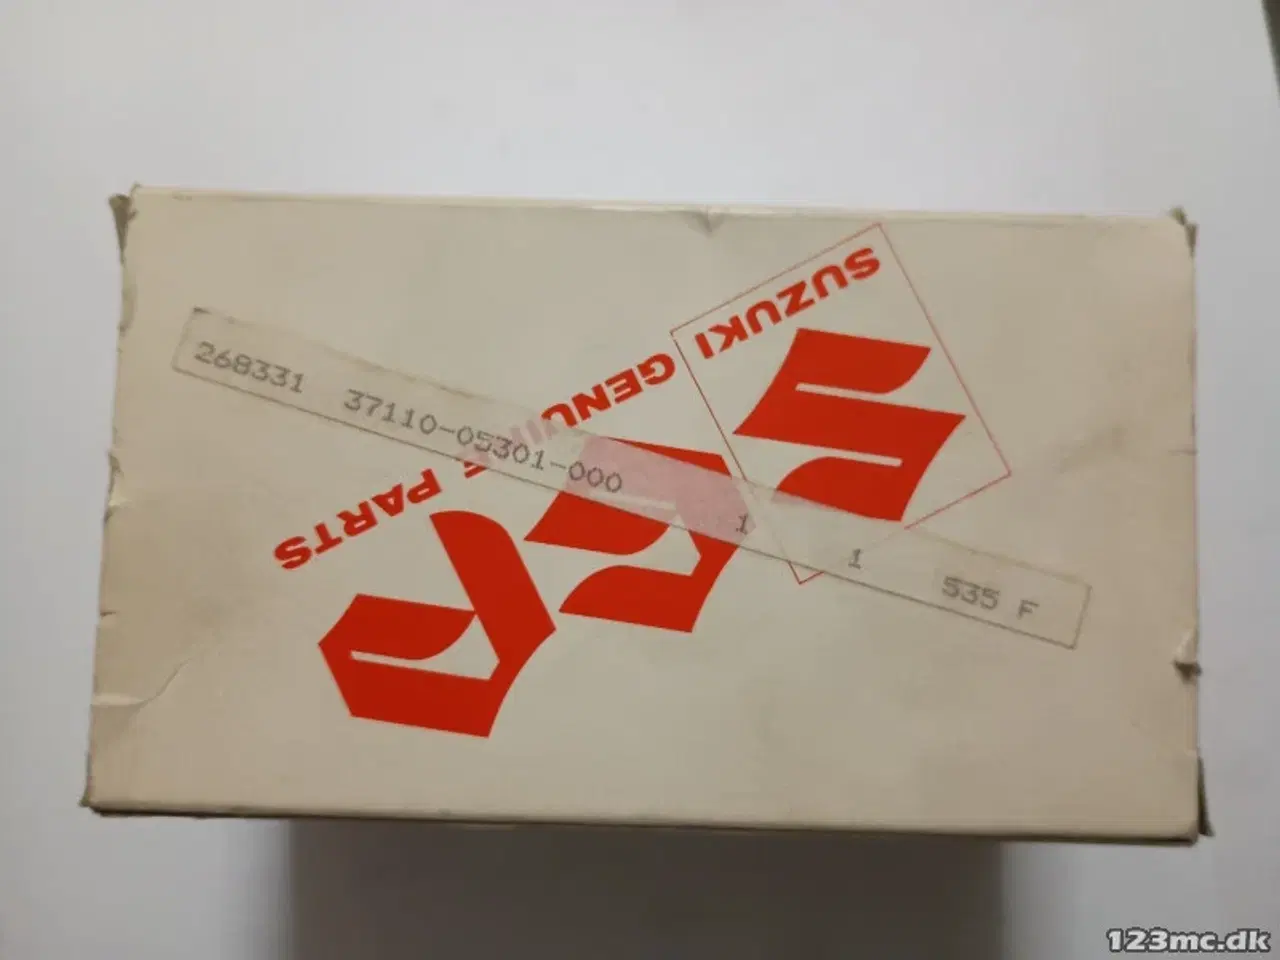 268331 37110-05301-000 1 1 535 F
SUZUKI GENUINE PARTS
123mc.dk